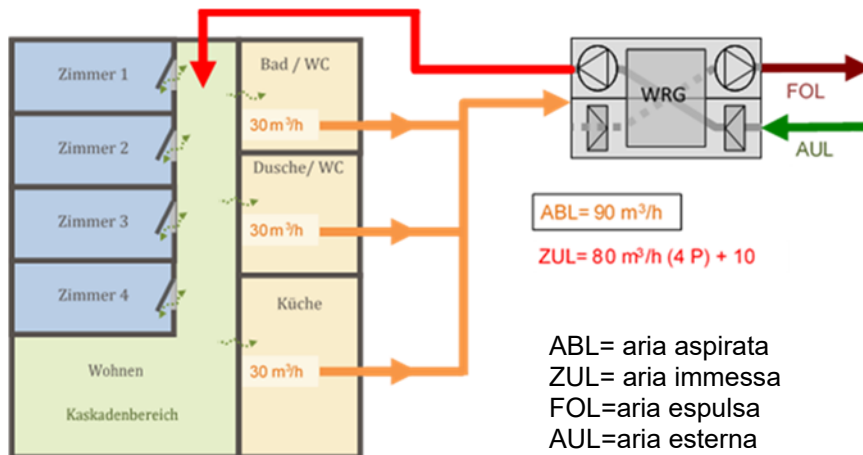 Zimmer 1
Zimmer 2
Zimmer 3
Zimmer 4
Wohnen
Kaskadenbereich
Bad / WC
30 m³/h
Dusche/ WC
30 m³/h
Küche
30 m³/h
WRG
FOL
AUL
ABL= 90 m³/h
ZUL= 80 m³/h (4 P) + 10
ABL= aria aspirata
ZUL= aria immessa
FOL=aria espulsa
AUL=aria esterna